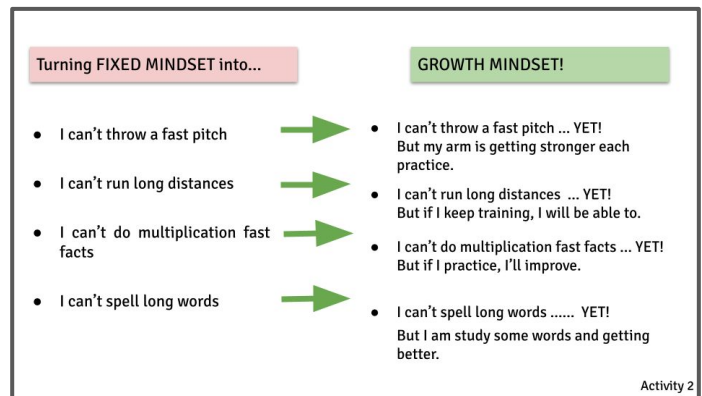 Turning FIXED MINDSET into...
GROWTH MINDSET!
● I can't throw a fast pitch
● I can't run long distances
● I can't do multiplication fast
facts
● I can't spell long words
● I can't throw a fast pitch ... YET!
But my arm is getting stronger each
practice.
● I can't run long distances ... YET!
But if I keep training, I will be able to.
● I can't do multiplication fast facts ... YET!
But if I practice, I'll improve.
● I can't spell long words ...... YET!
But I am study some words and getting
better.
Activity 2